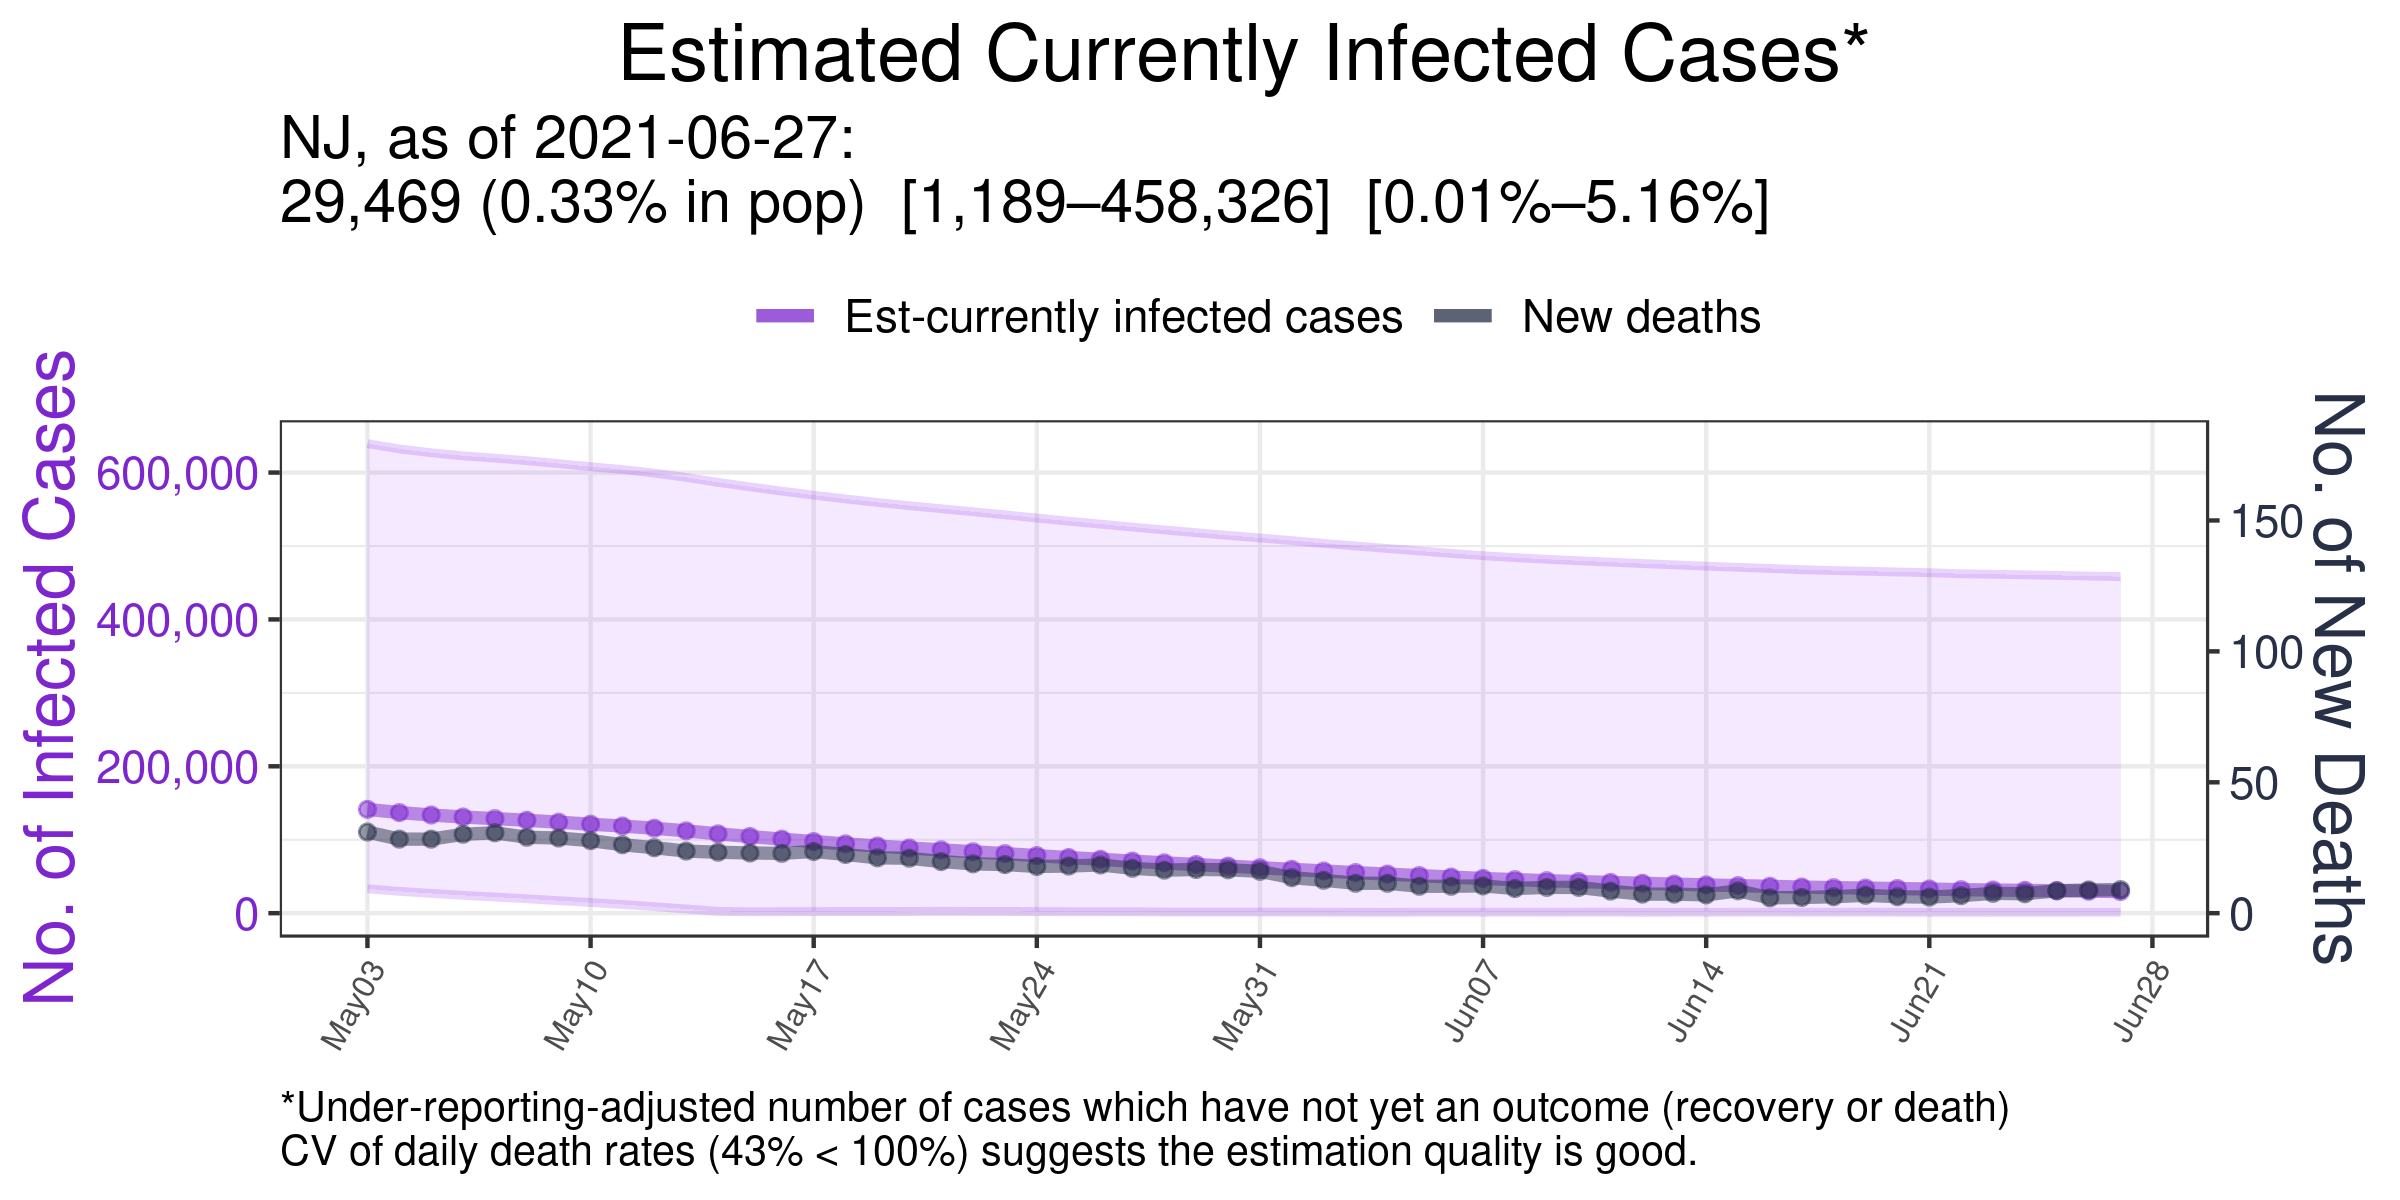 Estimated Currently Infected Cases*
NJ, as of 2021-06-27:
29,469 (0.33% in pop)  [1,189–458,326]  [0.01%–5.16%]
Est-currently infected cases
New deaths
No. of Infected Cases
600,000
400,000
200,000
0
No. of New Deaths
150
100
50
0
May03
May10
May17
May24
May31
Jun07
Jun14
Jun21
Jun28
*Under-reporting-adjusted number of cases which have not yet an outcome (recovery or death)
CV of daily death rates (43% < 100%) suggests the estimation quality is good.